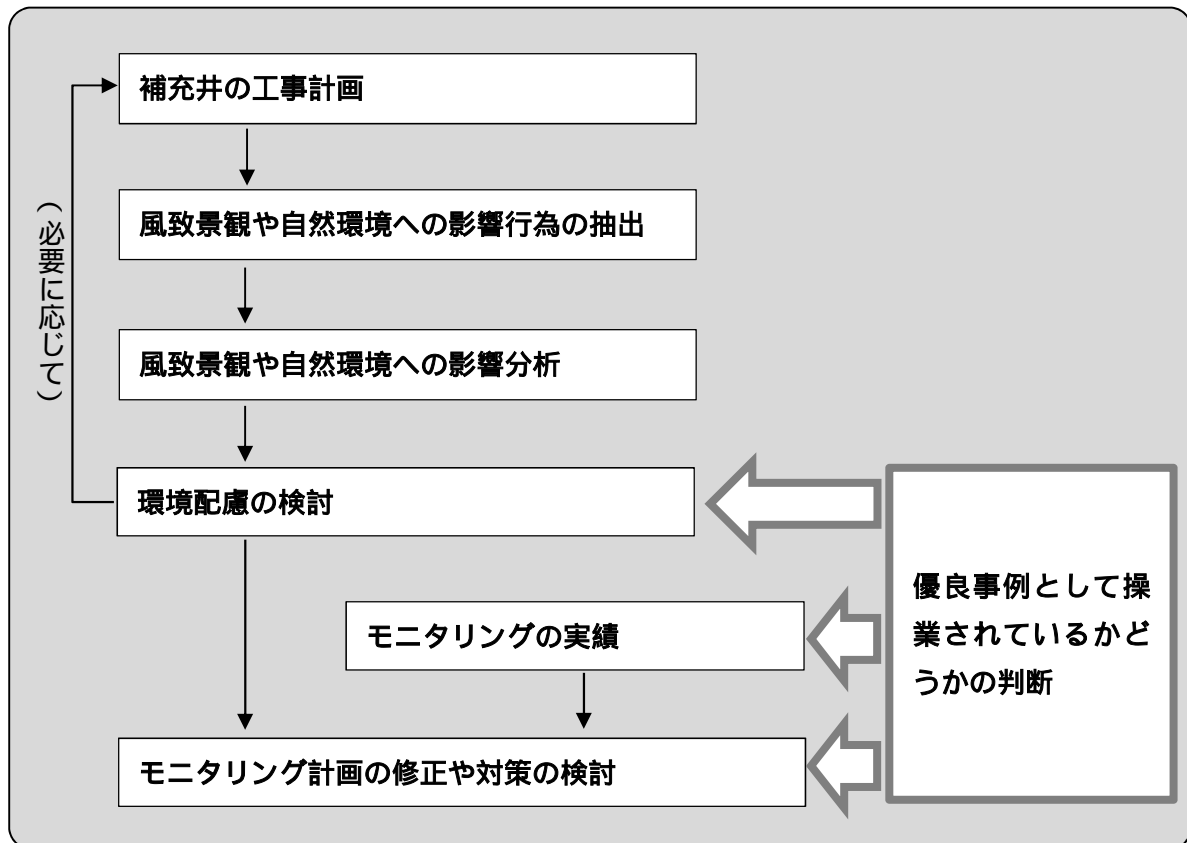 補充井の工事計画
風致景観や自然環境への影響行為の抽出
(必要に応じて)
風致景観や自然環境への影響分析
環境配慮の検討
優良事例として操
業されているかど
うかの判断
モニタリングの実績
モニタリング計画の修正や対策の検討